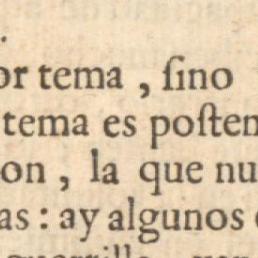 or tema, ſino
tema es poſten
on, la que nu
as: ay algunos